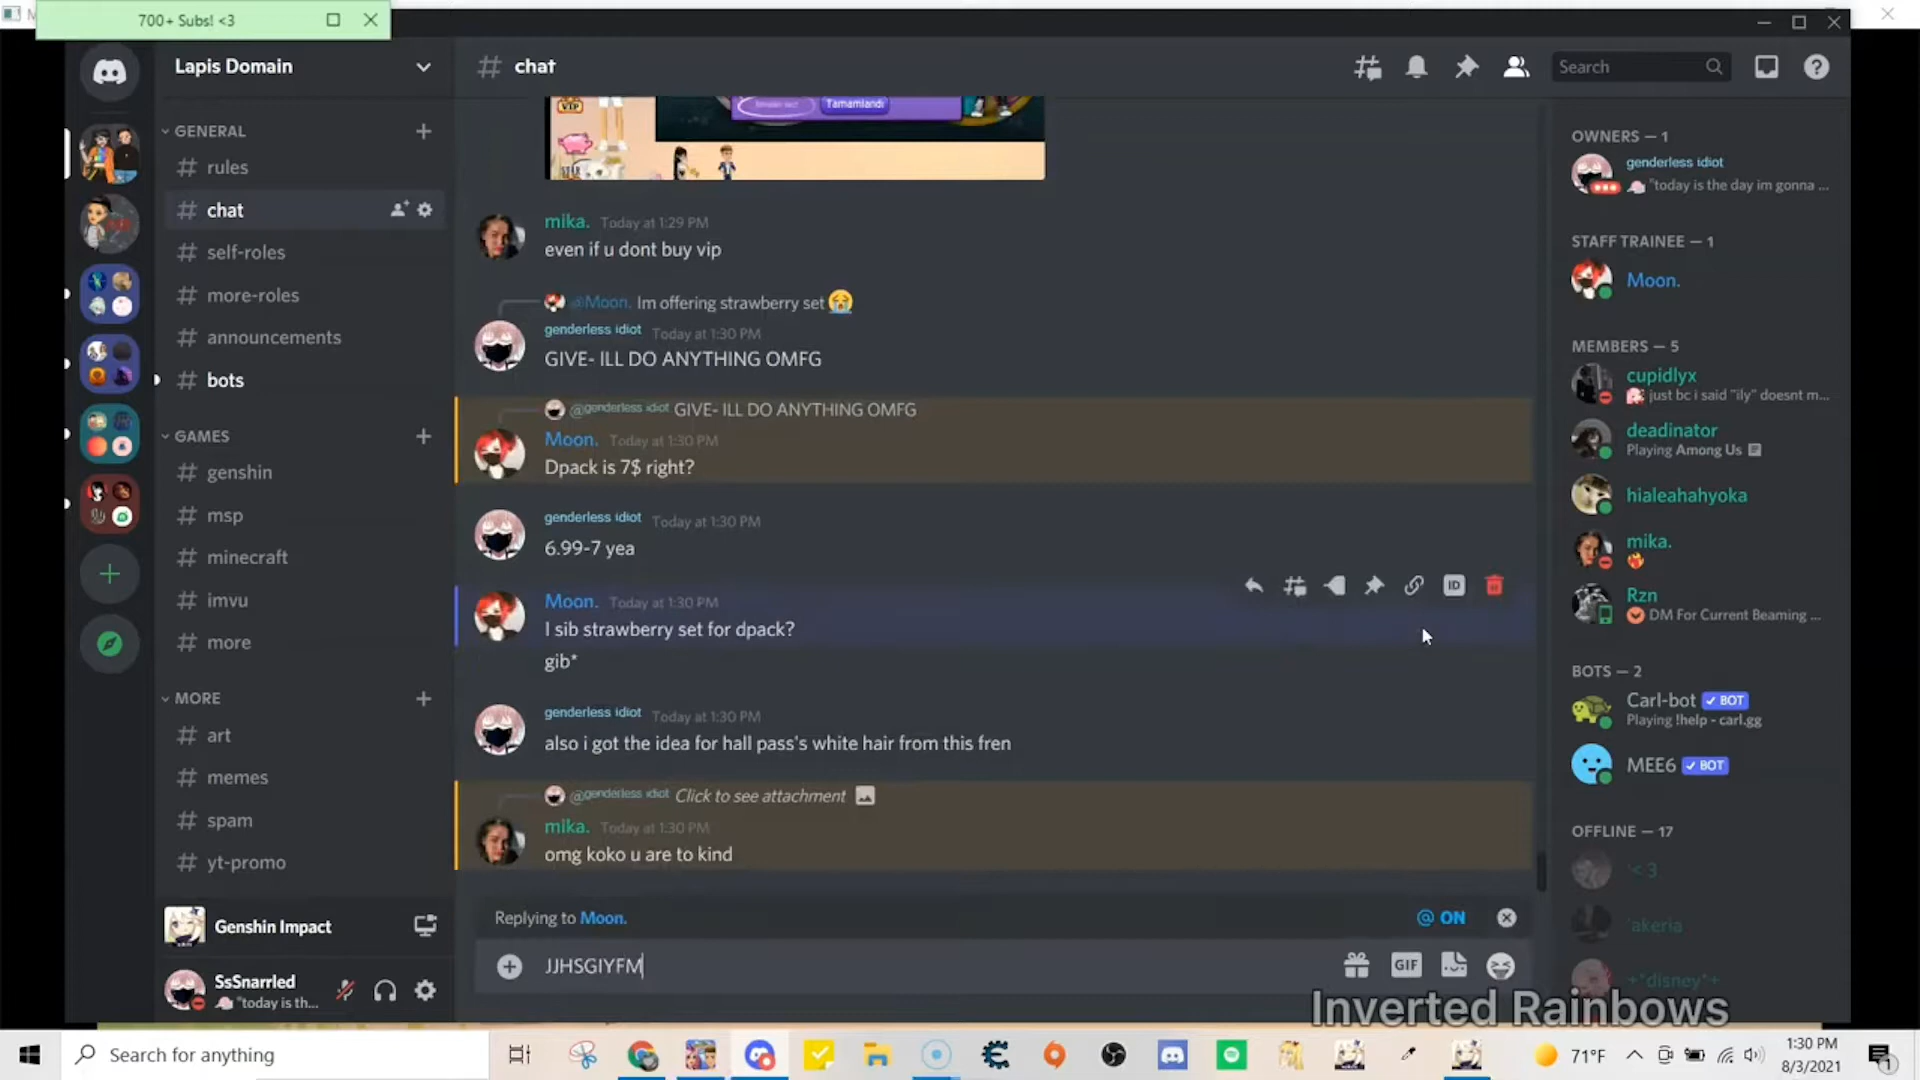 700+ Subs! <3
Lapis Domain
chat
Search
GENERAL
rules
chat
self-roles
more-roles
announcements
bots
GAMES
genshin
msp
minecraft
imvu
more
MORE
art
memes
spam
yt-promo
Genshin Impact
SsSnarrled
"today is th...
VIP
Tamamlandi
STAR
mika. Today at 1:29 PM
even if u dont buy vip
@Moon. Im offering strawberry set 😭
genderless idiot Today at 1:30 PM
GIVE- ILL DO ANYTHING OMFG
@genderless idiot GIVE- ILL DO ANYTHING OMFG
Moon. Today at 1:30 PM
Dpack is 7$ right?
genderless idiot Today at 1:30 PM
6.99-7 yea
Moon. Today at 1:30 PM
I sib strawberry set for dpack?
gib*
ID
genderless idiot Today at 1:30 PM
also i got the idea for hall pass's white hair from this fren
@genderless idiot Click to see attachment
mika. Today at 1:30 PM
omg koko u are to kind
Replying to Moon.
@ ON
JJHSGIYFM
GIF
OWNERS — 1
genderless idiot
"today is the day im gonna ...
STAFF TRAINEE — 1
Moon.
MEMBERS — 5
cupidlyx
just bc i said "ily" doesnt m...
deadinator
Playing Among Us
hialeahahyoka
mika.
Rzn
DM For Current Beaming ...
BOTS — 2
Carl-bot ✓ BOT
Playing !help - carl.gg
MEE6 ✓ BOT
OFFLINE — 17
'< 3
'akeria
+*disney*+
Inverted Rainbows
Search for anything
71°F
1:30 PM
8/3/2021
1